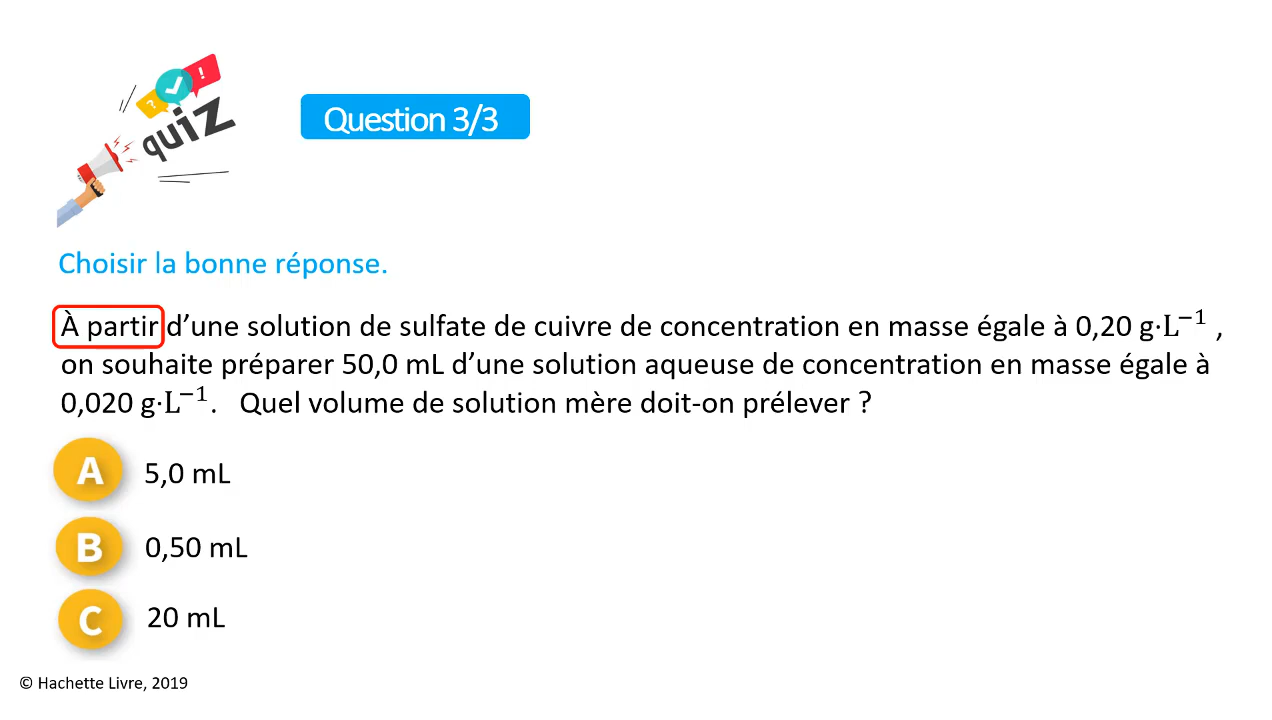 ? !
quiz
Question 3/3
Choisir la bonne réponse.
À partir d’une solution de sulfate de cuivre de concentration en masse égale à 0,20 g·L⁻¹ ,
on souhaite préparer 50,0 mL d’une solution aqueuse de concentration en masse égale à
0,020 g·L⁻¹. Quel volume de solution mère doit-on prélever ?
A 5,0 mL
B 0,50 mL
C 20 mL
© Hachette Livre, 2019